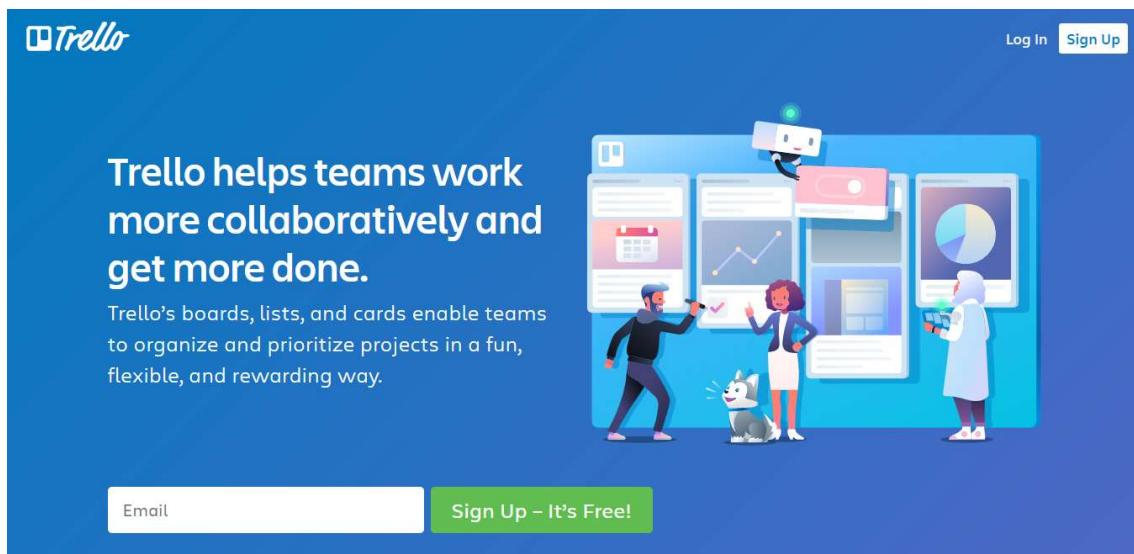 Trello
Log In
Sign Up
Trello helps teams work
more collaboratively and
get more done.
Trello’s boards, lists, and cards enable teams
to organize and prioritize projects in a fun,
flexible, and rewarding way.
Email
Sign Up – It’s Free!